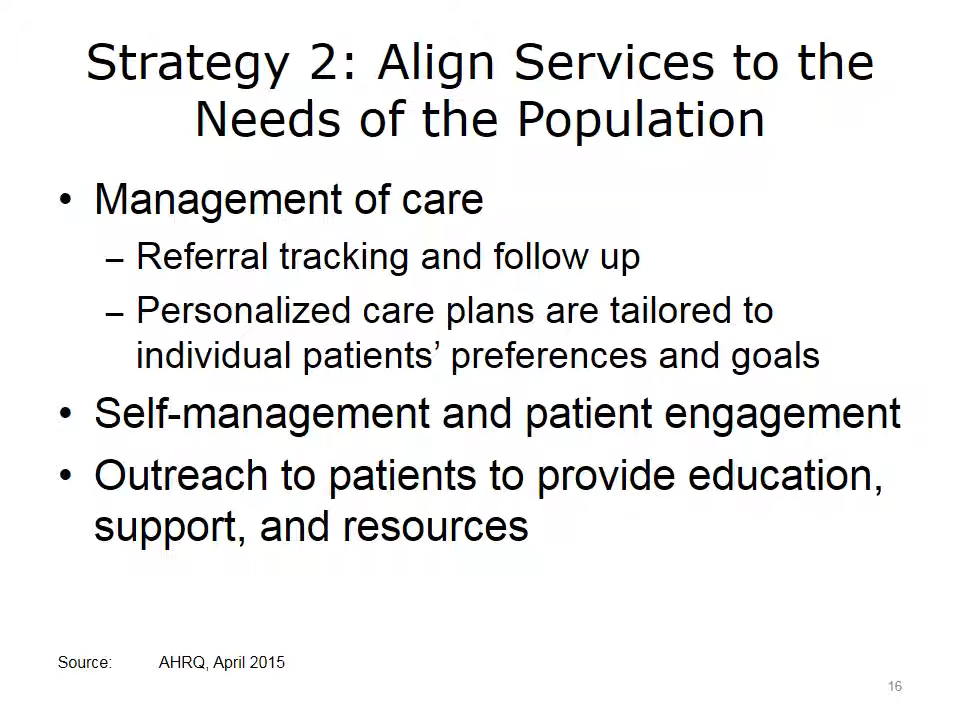 Strategy 2: Align Services to the
Needs of the Population
• Management of care
– Referral tracking and follow up
– Personalized care plans are tailored to
individual patients’ preferences and goals
• Self-management and patient engagement
• Outreach to patients to provide education,
support, and resources
Source: AHRQ, April 2015
16